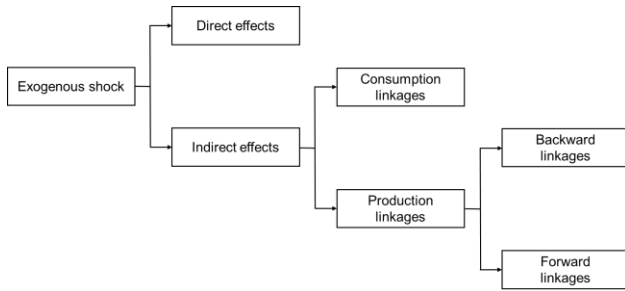 Direct effects
Exogenous shock
Consumption
linkages
Indirect effects
Backward
linkages
Production
linkages
Forward
linkages